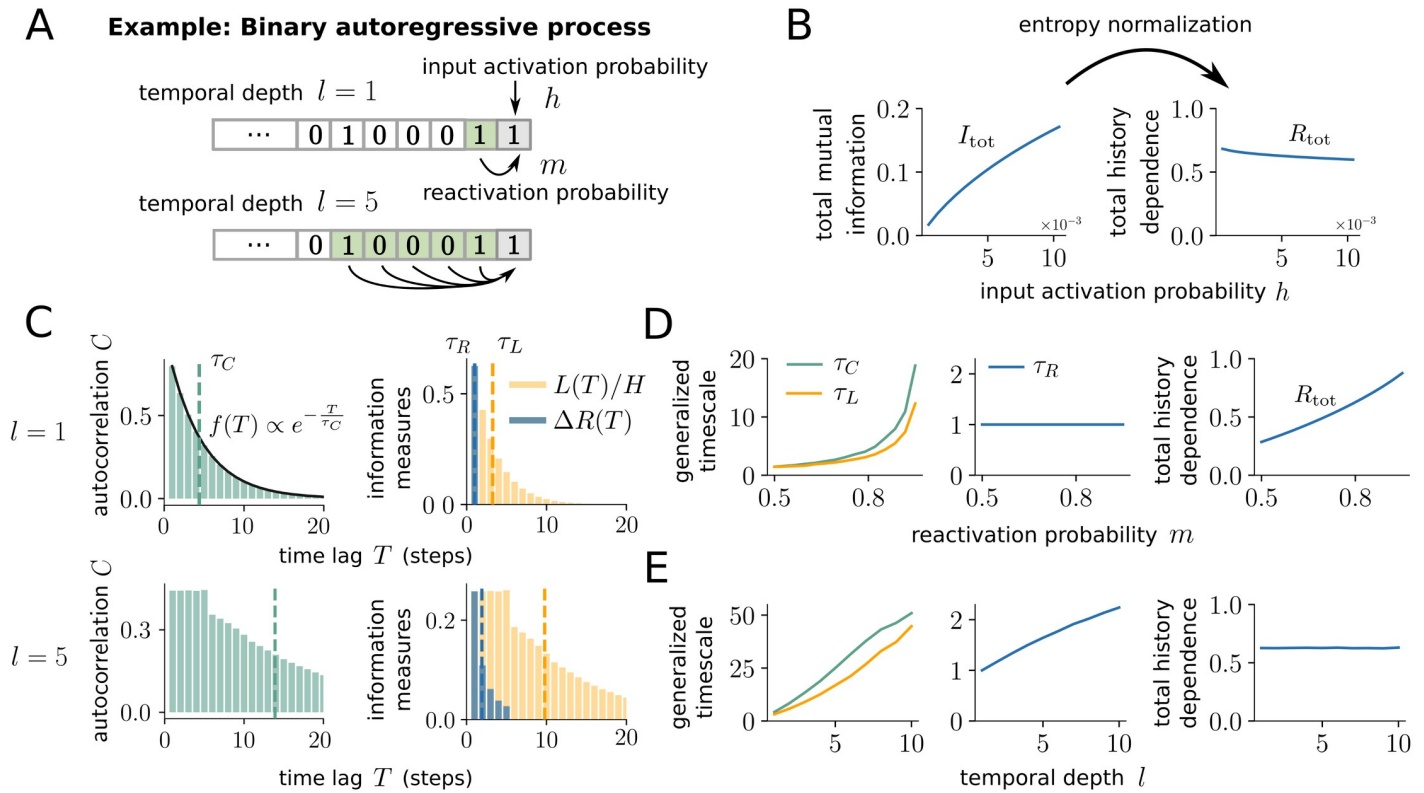 A
Example: Binary autoregressive process
input activation probability
temporal depth l = 1
h
... 0 1 0 0 0 1 1
m
reactivation probability
temporal depth l = 5
... 0 1 0 0 0 1 1
B
entropy normalization
total mutual
information
0.2
0.1
0.0
I_tot
×10⁻³
5 10
total history
dependence
1.0
0.5
0.0
R_tot
×10⁻³
5 10
input activation probability h
C
l = 1
autocorrelation C
0.5
0.0
τ_C
f(T) ∝ e^{-T/τ_C}
0 10 20
information
measures
0.5
0 0
τ_R τ_L
L(T)/H
ΔR(T)
0 10 20
time lag T (steps)
l = 5
autocorrelation C
0.3
0.0
0 10 20
information
measures
0.2
0.0
0 10 20
time lag T (steps)
D
generalized
timescale
20
10
0
τ_C
τ_L
0.5 0.8
2
1
0
τ_R
0.5 0.8
total history
dependence
1.0
0.5
0.0
R_tot
0.5 0.8
reactivation probability m
E
generalized
timescale
50
25
0
5 10
2
1
0
5 10
total history
dependence
1.0
0.5
0.0
5 10
temporal depth l